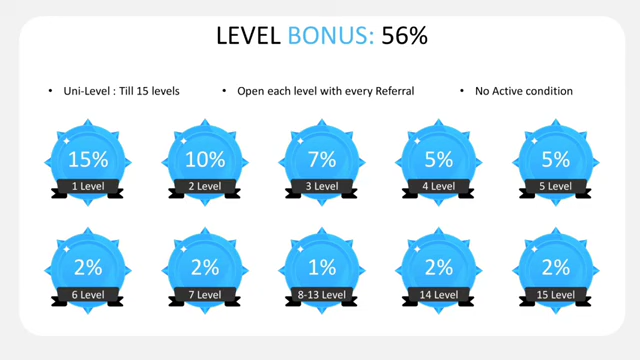 LEVEL BONUS: 56%
• Uni-Level : Till 15 levels • Open each level with every Referral • No Active condition
15% 10% 7% 5% 5%
1 Level 2 Level 3 Level 4 Level 5 Level
2% 2% 1% 2% 2%
6 Level 7 Level 8-13 Level 14 Level 15 Level